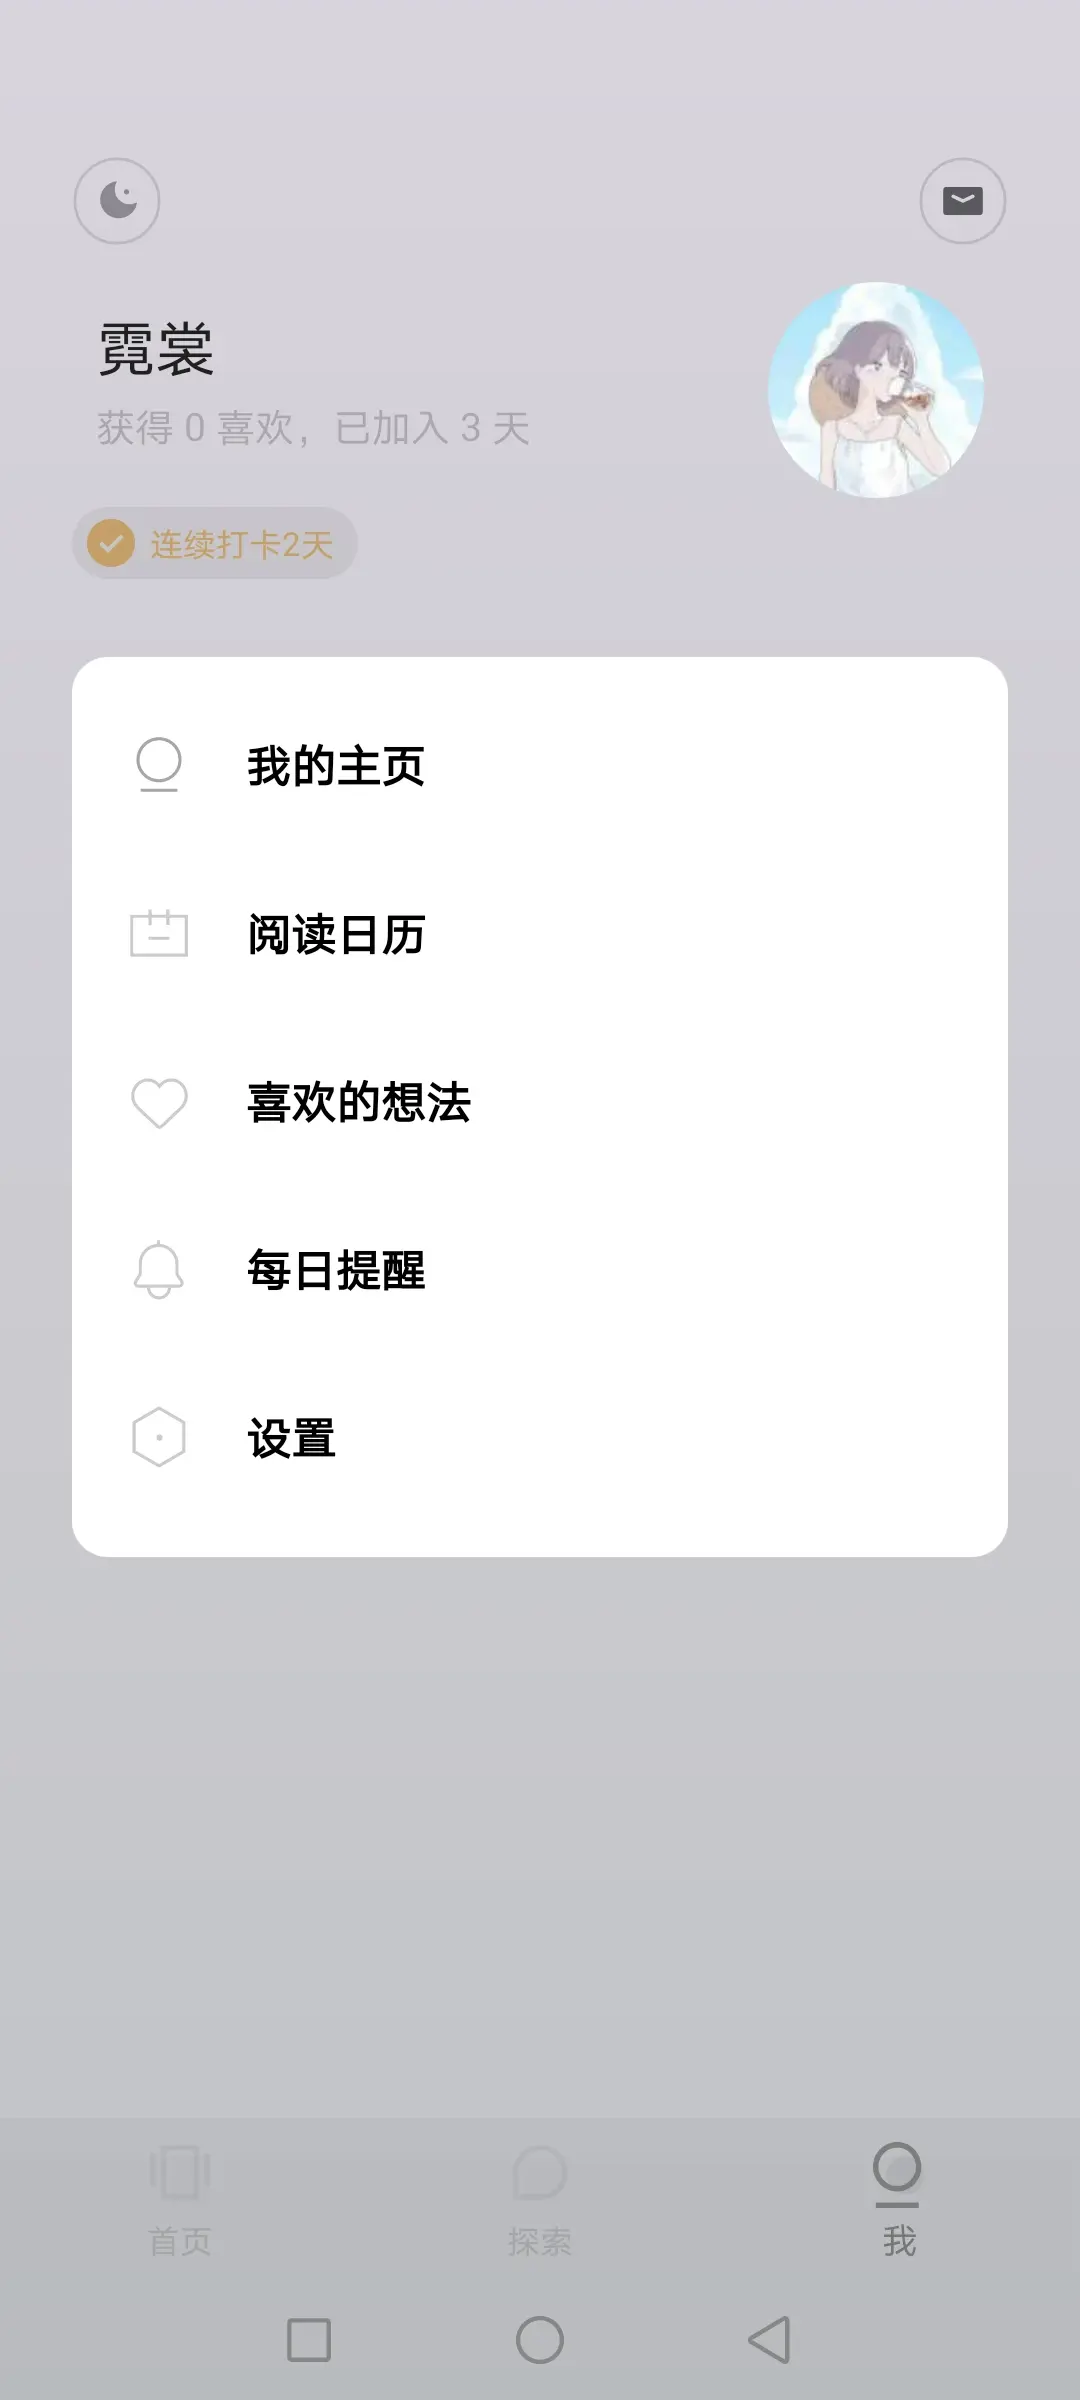 霓裳
获得 0 喜欢，已加入 3 天
连续打卡2天
我的主页
阅读日历
喜欢的想法
每日提醒
设置
首页
探索
我